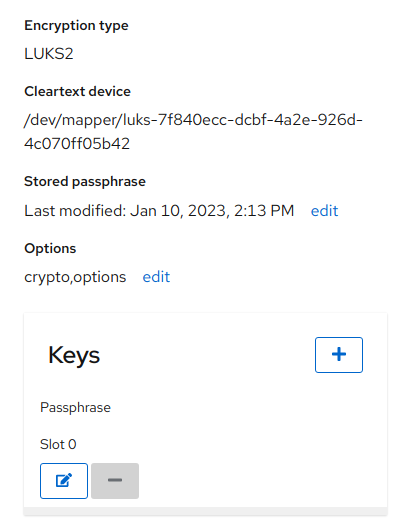 Encryption type
LUKS2
Cleartext device
/dev/mapper/luks-7f840ecc-dcbf-4a2e-926d-
4c070ff05b42
Stored passphrase
Last modified: Jan 10, 2023, 2:13 PM edit
Options
crypto,options edit
Keys
Passphrase
Slot 0